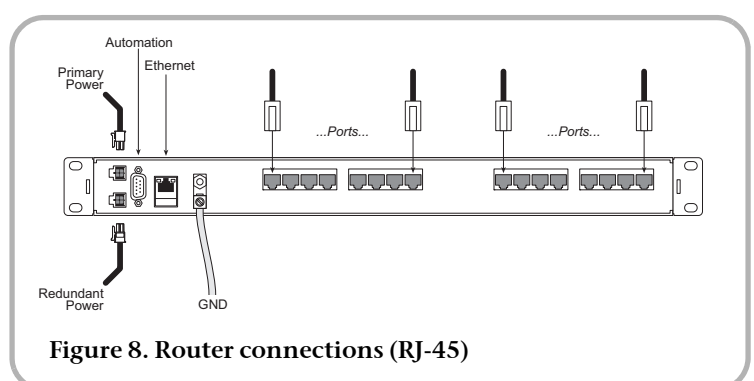 Automation
Ethernet
Primary
Power
...Ports...
...Ports...
Redundant
Power
GND
Figure 8. Router connections (RJ-45)